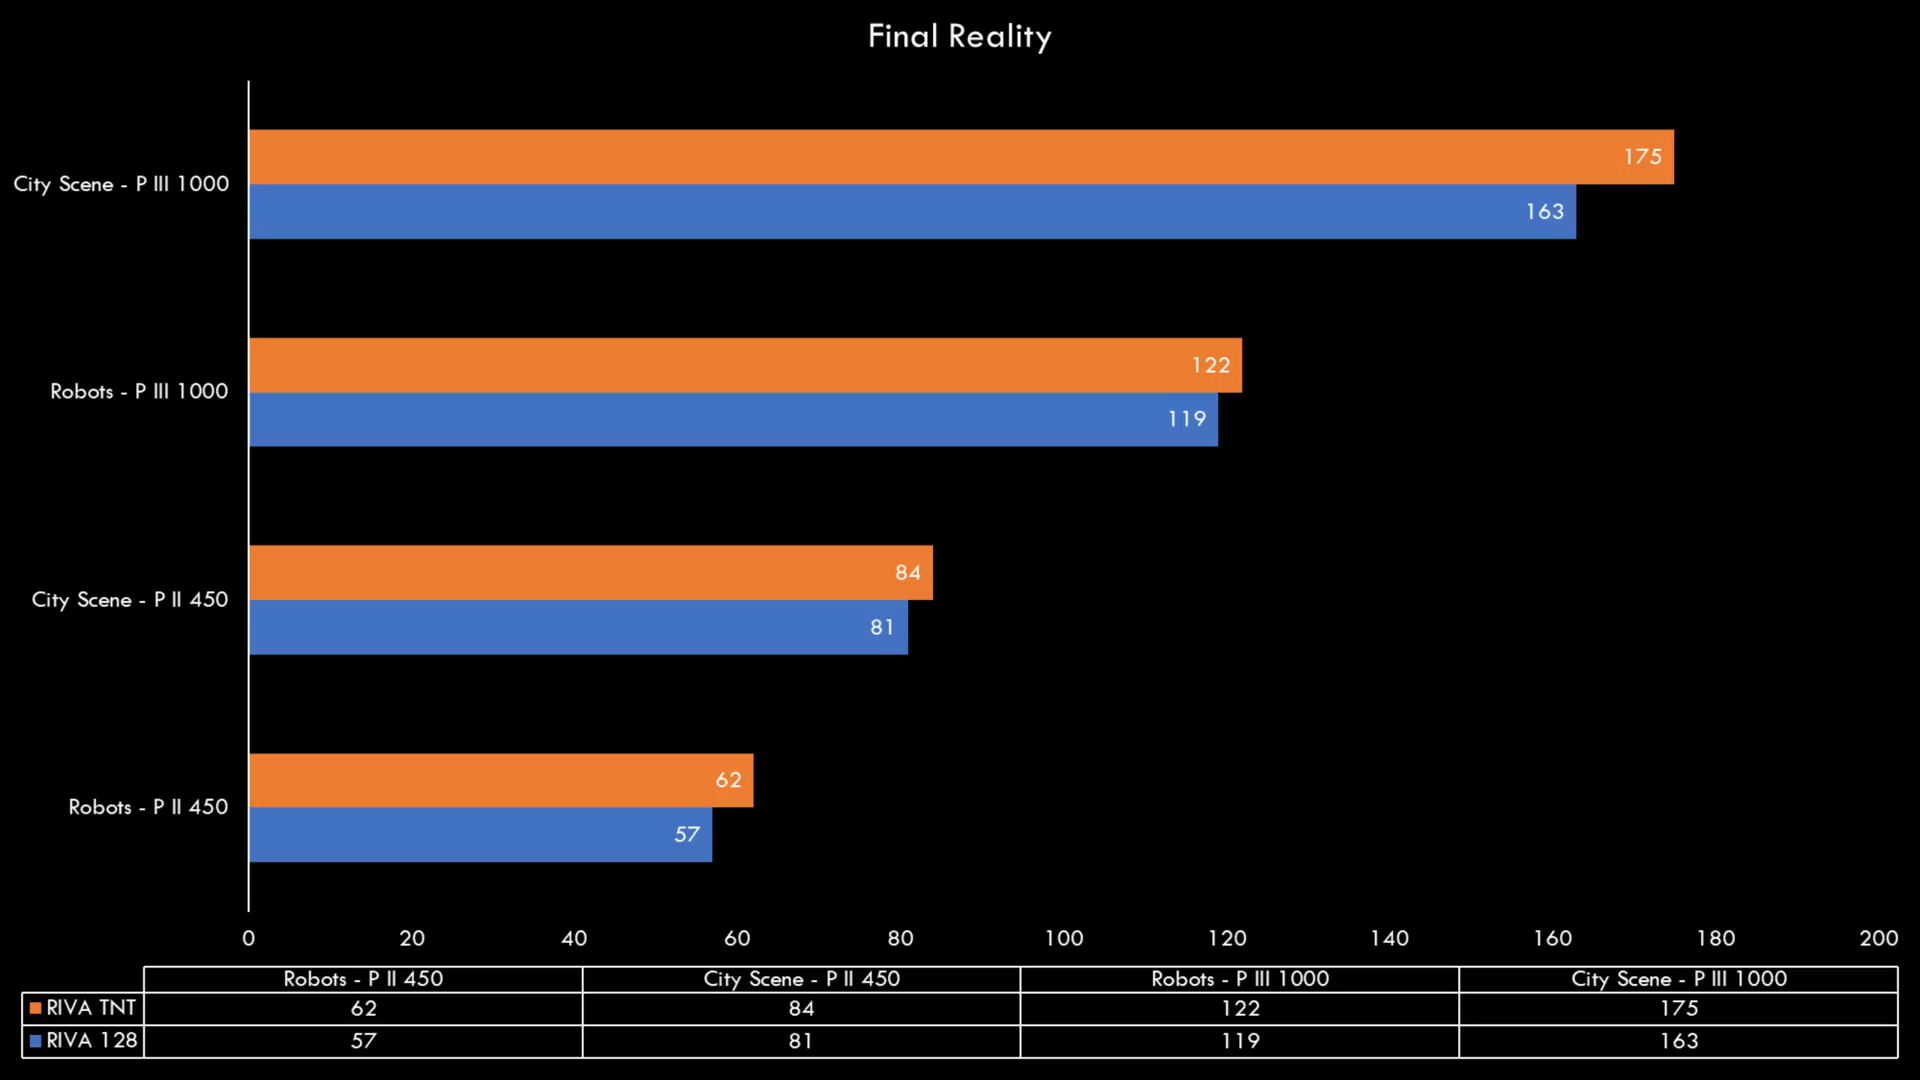 Final Reality
City Scene - P III 1000
175
163
Robots - P III 1000
122
119
City Scene - P II 450
84
81
Robots - P II 450
62
57
0 20 40 60 80 100 120 140 160 180 200
Robots - P II 450 City Scene - P II 450 Robots - P III 1000 City Scene - P III 1000
RIVA TNT 62 84 122 175
RIVA 128 57 81 119 163